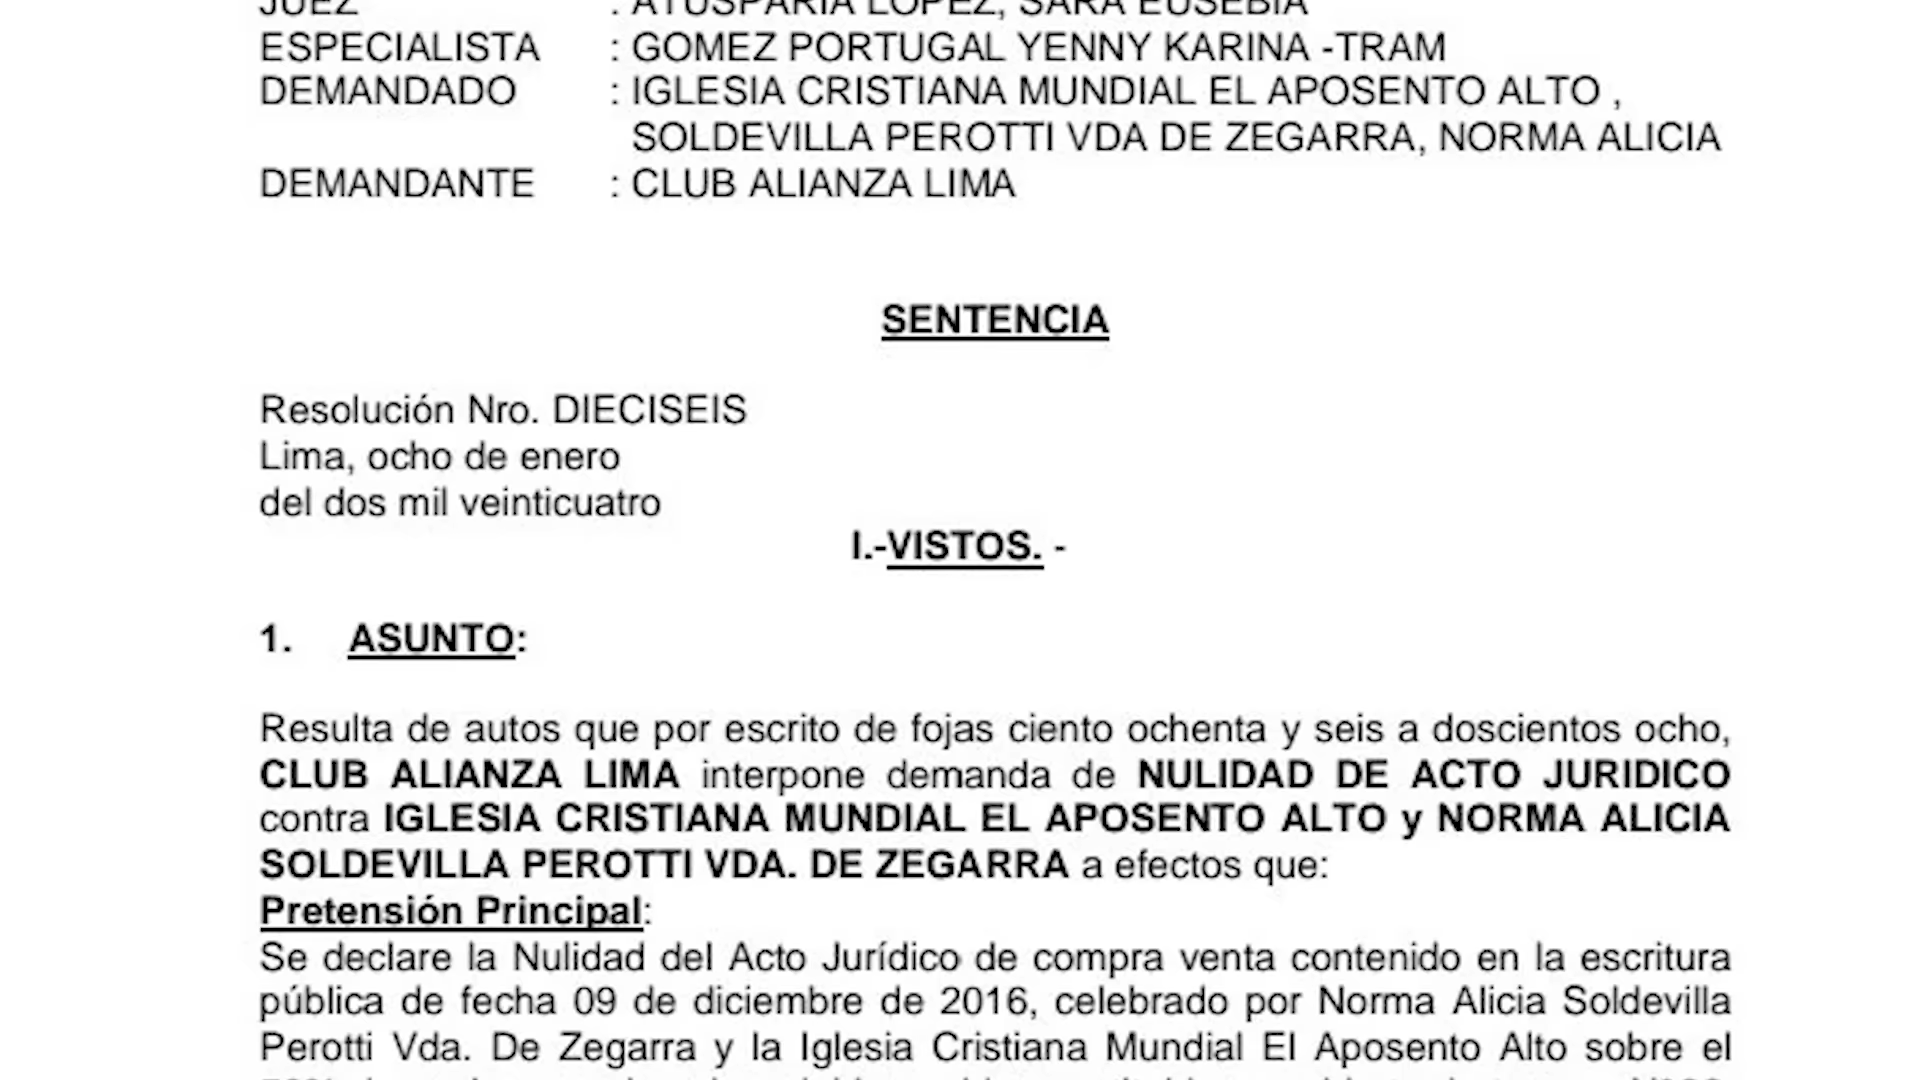 JUEZ : ATUSPARIA LOPEZ, SARA EUSEBIA
ESPECIALISTA : GOMEZ PORTUGAL YENNY KARINA -TRAM
DEMANDADO : IGLESIA CRISTIANA MUNDIAL EL APOSENTO ALTO ,
SOLDEVILLA PEROTTI VDA DE ZEGARRA, NORMA ALICIA
DEMANDANTE : CLUB ALIANZA LIMA
SENTENCIA
Resolución Nro. DIECISEIS
Lima, ocho de enero
del dos mil veinticuatro
I.-VISTOS. -
1. ASUNTO:
Resulta de autos que por escrito de fojas ciento ochenta y seis a doscientos ocho,
CLUB ALIANZA LIMA interpone demanda de NULIDAD DE ACTO JURIDICO
contra IGLESIA CRISTIANA MUNDIAL EL APOSENTO ALTO y NORMA ALICIA
SOLDEVILLA PEROTTI VDA. DE ZEGARRA a efectos que:
Pretensión Principal:
Se declare la Nulidad del Acto Jurídico de compra venta contenido en la escritura
pública de fecha 09 de diciembre de 2016, celebrado por Norma Alicia Soldevilla
Perotti Vda. De Zegarra y la Iglesia Cristiana Mundial El Aposento Alto sobre el